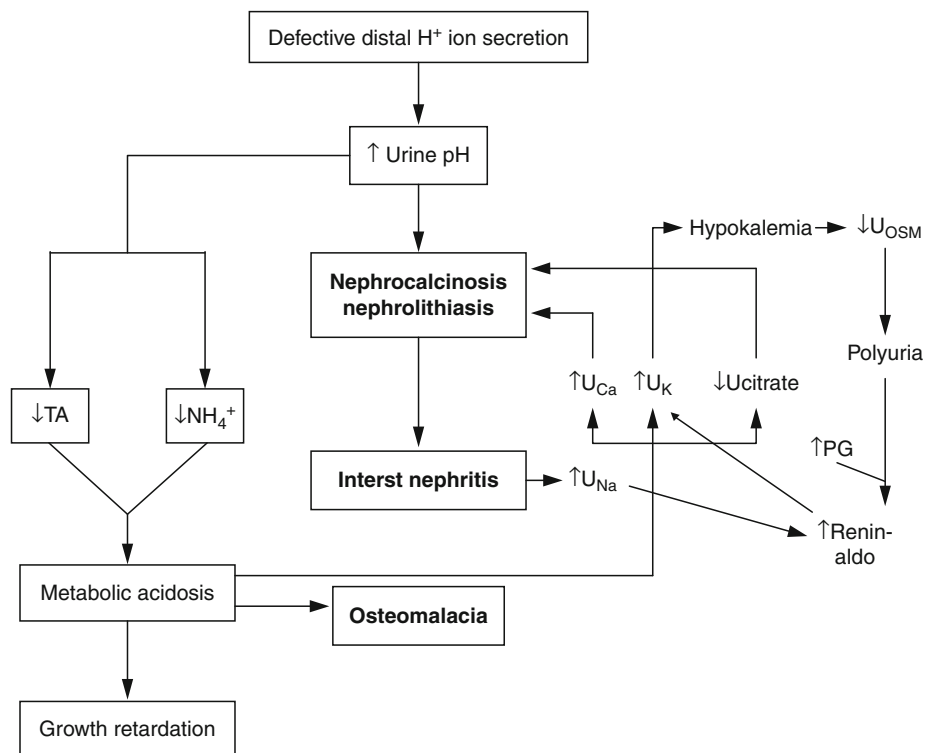 Defective distal H⁺ ion secretion
↑ Urine pH
Hypokalemia
↓U_OSM
Nephrocalcinosis
nephrolithiasis
Polyuria
↑U_Ca
↑U_K
↓Ucitrate
↓TA
↓NH₄⁺
↑PG
Interst nephritis
↑U_Na
↑Renin-
aldo
Metabolic acidosis
Osteomalacia
Growth retardation